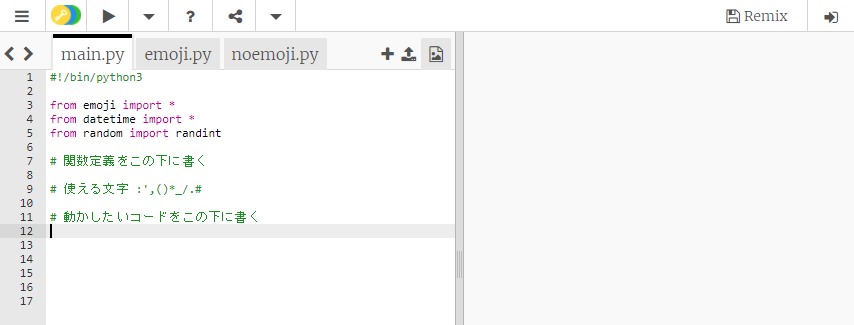 ? Remix
main.py emoji.py noemoji.py
1 #!/bin/python3
2
3 from emoji import *
4 from datetime import *
5 from random import randint
6
7 # 関数定義をこの下に書く
8
9 # 使える文字 :',()*_/.#
10
11 # 動かしたいコードをこの下に書く
12
13
14
15
16
17